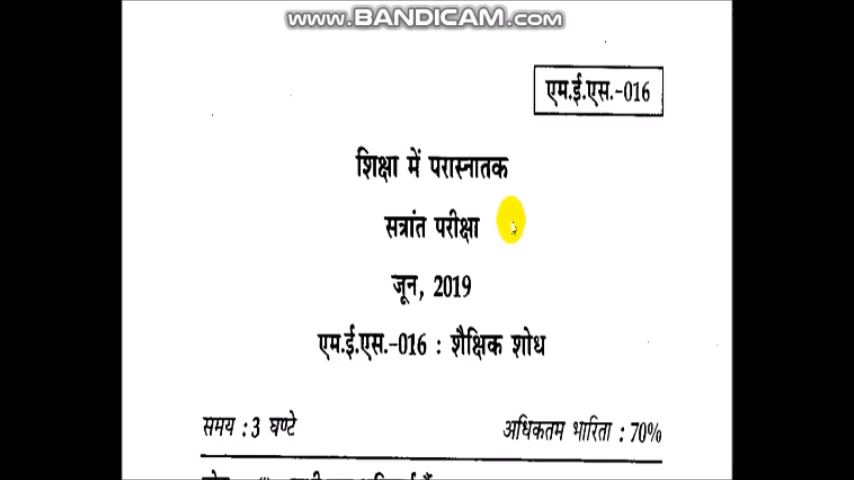 www.BANDICAM.com
एम.ई.एस.-016
शिक्षा में परास्नातक
सत्रांत परीक्षा
जून, 2019
एम.ई.एस.-016 : शैक्षिक शोध
समय : 3 घण्टे
अधिकतम भारिता : 70%